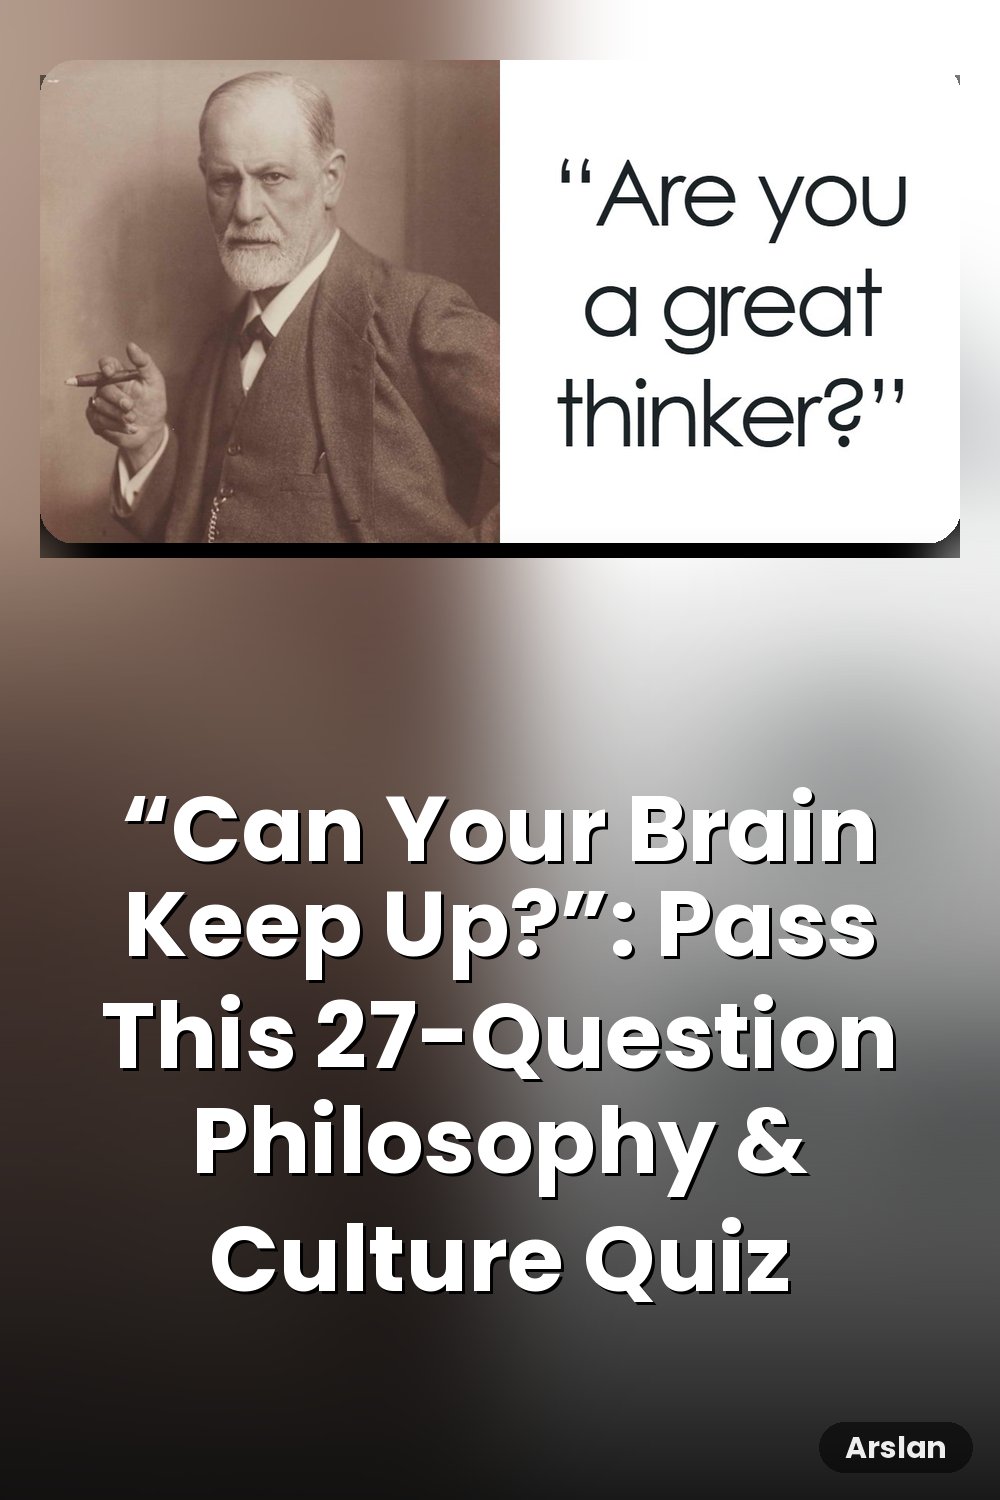 “Are you
a great
thinker?”
“Can Your Brain
Keep Up?”: Pass
This 27-Question
Philosophy &
Culture Quiz
Arslan